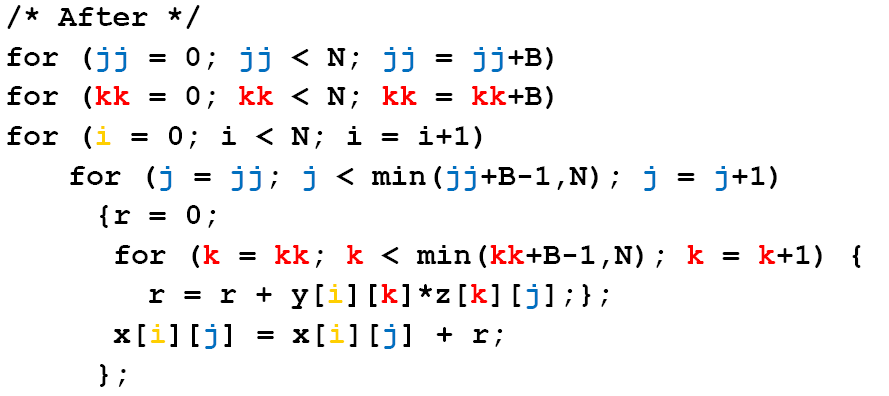 /* After */
for (jj = 0; jj < N; jj = jj+B)
for (kk = 0; kk < N; kk = kk+B)
for (i = 0; i < N; i = i+1)
for (j = jj; j < min(jj+B-1,N); j = j+1)
{r = 0;
for (k = kk; k < min(kk+B-1,N); k = k+1) {
r = r + y[i][k]*z[k][j];};
x[i][j] = x[i][j] + r;
};